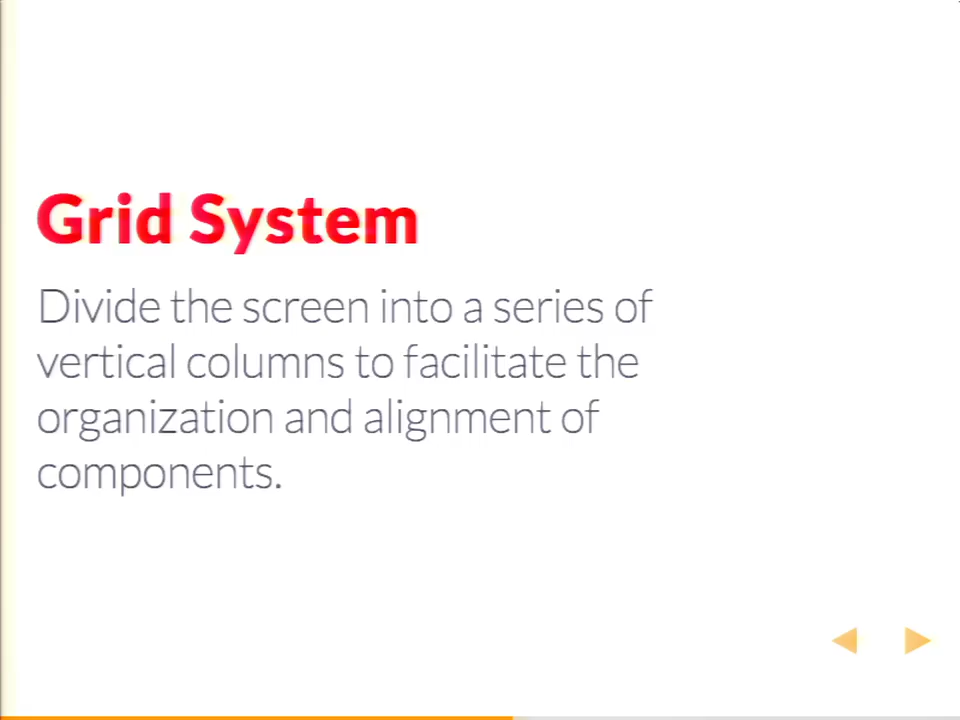 Grid System
Divide the screen into a series of
vertical columns to facilitate the
organization and alignment of
components.